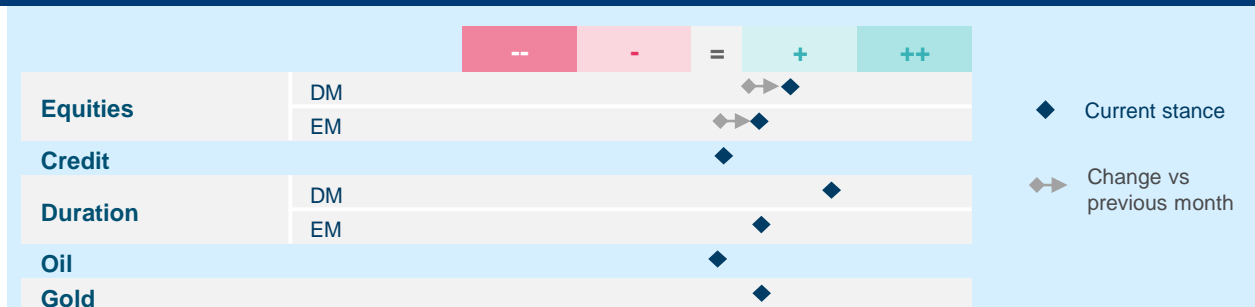 -- - = + ++
Equities
DM
EM
Credit
Duration
DM
EM
Oil
Gold
Current stance
Change vs
previous month